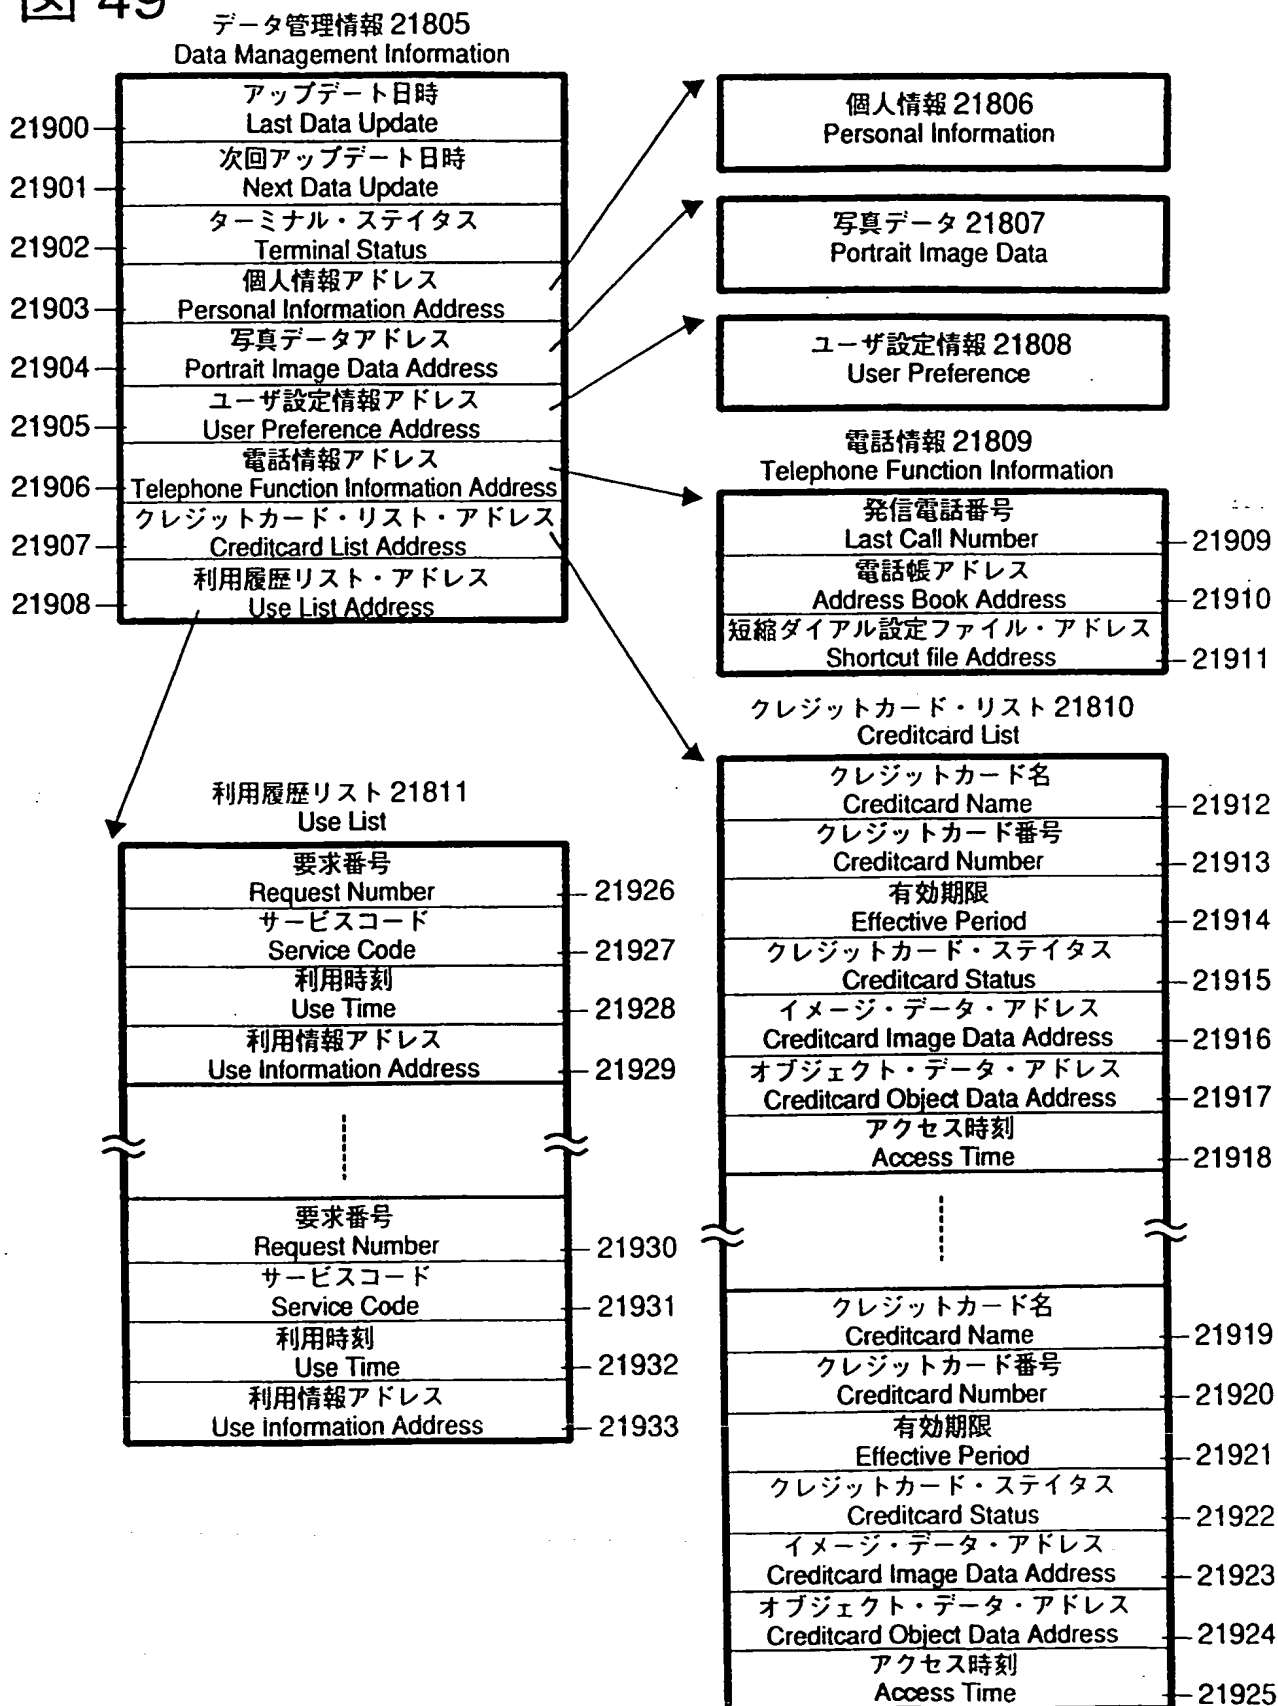 図 49
データ管理情報 21805
Data Management Information
アップデート日時
Last Data Update
21900
次回アップデート日時
Next Data Update
21901
ターミナル・ステイタス
Terminal Status
21902
個人情報アドレス
Personal Information Address
21903
写真データアドレス
Portrait Image Data Address
21904
ユーザ設定情報アドレス
User Preference Address
21905
電話情報アドレス
Telephone Function Information Address
21906
クレジットカード・リスト・アドレス
Creditcard List Address
21907
利用履歴リスト・アドレス
Use List Address
21908
個人情報 21806
Personal Information
写真データ 21807
Portrait Image Data
ユーザ設定情報 21808
User Preference
電話情報 21809
Telephone Function Information
発信電話番号
Last Call Number
21909
電話帳アドレス
Address Book Address
21910
短縮ダイアル設定ファイル・アドレス
Shortcut file Address
21911
クレジットカード・リスト 21810
Creditcard List
クレジットカード名
Creditcard Name
21912
クレジットカード番号
Creditcard Number
21913
有効期限
Effective Period
21914
クレジットカード・ステイタス
Creditcard Status
21915
イメージ・データ・アドレス
Creditcard Image Data Address
21916
オブジェクト・データ・アドレス
Creditcard Object Data Address
21917
アクセス時刻
Access Time
21918
クレジットカード名
Creditcard Name
21919
クレジットカード番号
Creditcard Number
21920
有効期限
Effective Period
21921
クレジットカード・ステイタス
Creditcard Status
21922
イメージ・データ・アドレス
Creditcard Image Data Address
21923
オブジェクト・データ・アドレス
Creditcard Object Data Address
21924
アクセス時刻
Access Time
21925
利用履歴リスト 21811
Use List
要求番号
Request Number
21926
サービスコード
Service Code
21927
利用時刻
Use Time
21928
利用情報アドレス
Use Information Address
21929
要求番号
Request Number
21930
サービスコード
Service Code
21931
利用時刻
Use Time
21932
利用情報アドレス
Use Information Address
21933